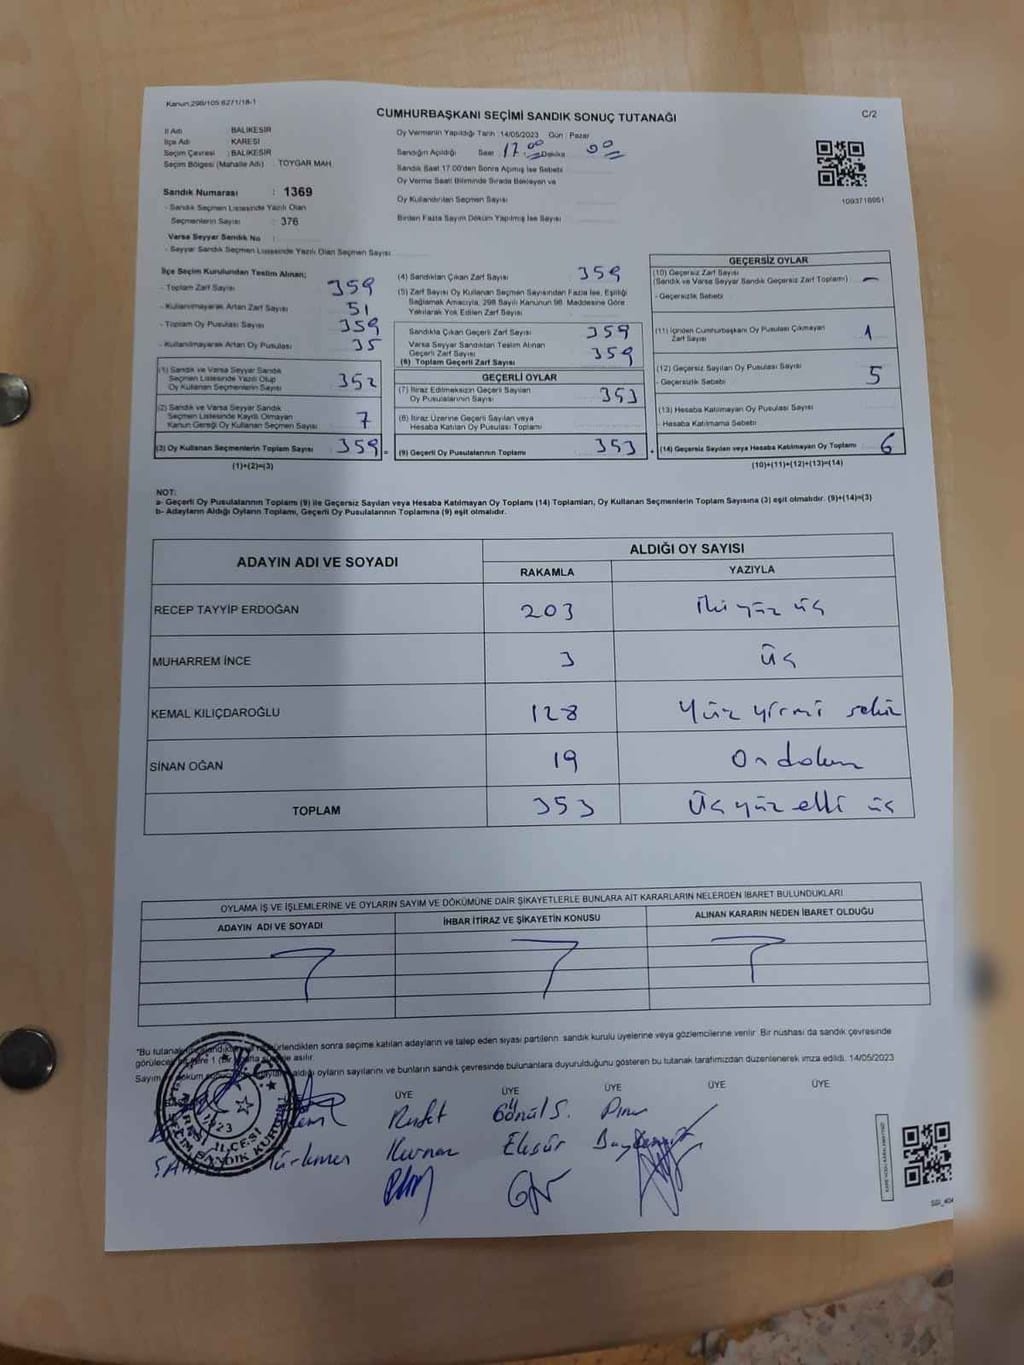 Kanun:298/105 6271/18-1
CUMHURBAŞKANI SEÇİMİ SANDIK SONUÇ TUTANAĞI
C/2
İl Adı BALIKESİR
İlçe Adı KARESİ
Seçim Çevresi : BALIKESİR
Seçim Bölgesi (Mahalle Adı) : TOYGAR MAH.
Sandık Numarası : 1369
- Sandık Seçmen Listesinde Yazılı Olan
Seçmenlerin Sayısı : 376
Varsa Seyyar Sandık No :
- Seyyar Sandık Seçmen Listesinde Yazılı Olan Seçmen Sayısı
Oy Vermenin Yapıldığı Tarih :14/05/2023 Gün : Pazar
Sandığın Açıldığı Saat : 17.00 Dakika 00
Sandık Saat 17.00'den Sonra Açılmış İse Sebebi
Oy Verme Saati Bitiminde Sırada Bekleyen ve
Oy Kullandırılan Seçmen Sayısı
Birden Fazla Sayım Döküm Yapılmış İse Sayısı
1093716661
İlçe Seçim Kurulundan Teslim Alınan;
- Toplam Zarf Sayısı 359
- Kullanılmayarak Artan Zarf Sayısı 51
- Toplam Oy Pusulası Sayısı 359
- Kullanılmayarak Artan Oy Pusulası 35
(1) Sandık ve Varsa Seyyar Sandık
Seçmen Listesinde Yazılı Olup
Oy Kullanan Seçmenlerin Sayısı 352
(2) Sandık ve Varsa Seyyar Sandık
Seçmen Listesinde Kayıtlı Olmayan
Kanun Gereği Oy Kullanan Seçmen Sayısı 7
(3) Oy Kullanan Seçmenlerin Toplam Sayısı 359
(1)+(2)=(3)
(4) Sandıktan Çıkan Zarf Sayısı 359
(5) Zarf Sayısı Oy Kullanan Seçmen Sayısından Fazla İse, Eşitliği
Sağlamak Amacıyla, 298 Sayılı Kanunun 98. Maddesine Göre
Yakılarak Yok Edilen Zarf Sayısı
Sandıkta Çıkan Geçerli Zarf Sayısı 359
Varsa Seyyar Sandıktan Teslim Alınan
Geçerli Zarf Sayısı
(6) Toplam Geçerli Zarf Sayısı 359
GEÇERLİ OYLAR
(7) İtiraz Edilmeksizin Geçerli Sayılan
Oy Pusulalarının Sayısı 353
(8) İtiraz Üzerine Geçerli Sayılan veya
Hesaba Katılan Oy Pusulası Toplamı
(9) Geçerli Oy Pusulalarının Toplamı 353
GEÇERSİZ OYLAR
(10) Geçersiz Zarf Sayısı
(Sandık ve Varsa Seyyar Sandık Geçersiz Zarf Toplamı) -
- Geçersizlik Sebebi
(11) İçinden Cumhurbaşkanı Oy Pusulası Çıkmayan
Zarf Sayısı 1
(12) Geçersiz Sayılan Oy Pusulası Sayısı 5
- Geçersizlik Sebebi
(13) Hesaba Katılmayan Oy Pusulası Sayısı
- Hesaba Katılmama Sebebi
(14) Geçersiz Sayılan veya Hesaba Katılmayan Oy Toplamı 6
(10)+(11)+(12)+(13)=(14)
NOT:
a- Geçerli Oy Pusulalarının Toplamı (9) ile Geçersiz Sayılan veya Hesaba Katılmayan Oy Toplamı (14) Toplamları, Oy Kullanan Seçmenlerin Toplam Sayısına (3) eşit olmalıdır. (9)+(14)=(3)
b- Adayların Aldığı Oyların Toplamı, Geçerli Oy Pusulalarının Toplamına (9) eşit olmalıdır.
ADAYIN ADI VE SOYADI
ALDIĞI OY SAYISI
RAKAMLA YAZIYLA
RECEP TAYYİP ERDOĞAN 203 İki yüz üç
MUHARREM İNCE 3 Üç
KEMAL KILIÇDAROĞLU 128 Yüz yirmi sekiz
SİNAN OĞAN 19 On dokuz
TOPLAM 353 Üç yüz elli üç
OYLAMA İŞ VE İŞLEMLERİNE VE OYLARIN SAYIM VE DÖKÜMÜNE DAİR ŞİKAYETLERLE BUNLARA AİT KARARLARIN NELERDEN İBARET BULUNDUKLARI
ADAYIN ADI VE SOYADI İHBAR İTİRAZ VE ŞİKAYETİN KONUSU ALINAN KARARIN NEDEN İBARET OLDUĞU
sonra seçime katılan adayların ve talep eden siyasi partilerin sandık kurulu üyelerine veya gözlemcilerine verilir. Bir nüshası da sandık çevresinde
asılır.
aldığı oyların sayılarını ve bunların sandık çevresinde bulunanlara duyurulduğunu gösteren bu tutanak tarafımızdan düzenlenerek imza edildi. 14/05/2023
ÜYE ÜYE ÜYE ÜYE ÜYE
Gönül S.
Türkmen
KARESİ İLÇESİ